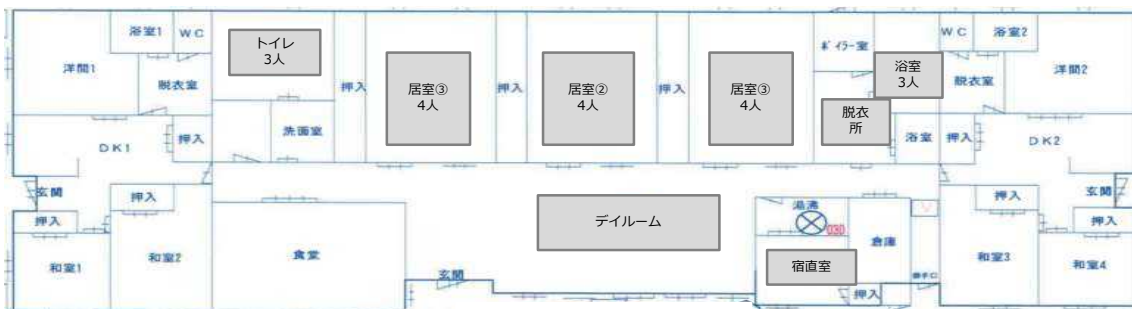 浴室1
WC
トイレ
3人
洋間1
脱衣室
押入
居室③
4人
押入
居室②
4人
押入
居室③
4人
ボイラー室
浴室
3人
WC
浴室2
脱衣室
洋間2
脱衣
所
DK1
押入
洗面室
浴室
押入
DK2
玄関
押入
押入
和室1
和室2
食堂
玄関
デイルーム
湯沸
倉庫
宿直室
押入
勝手口
押入
玄関
押入
和室3
和室4